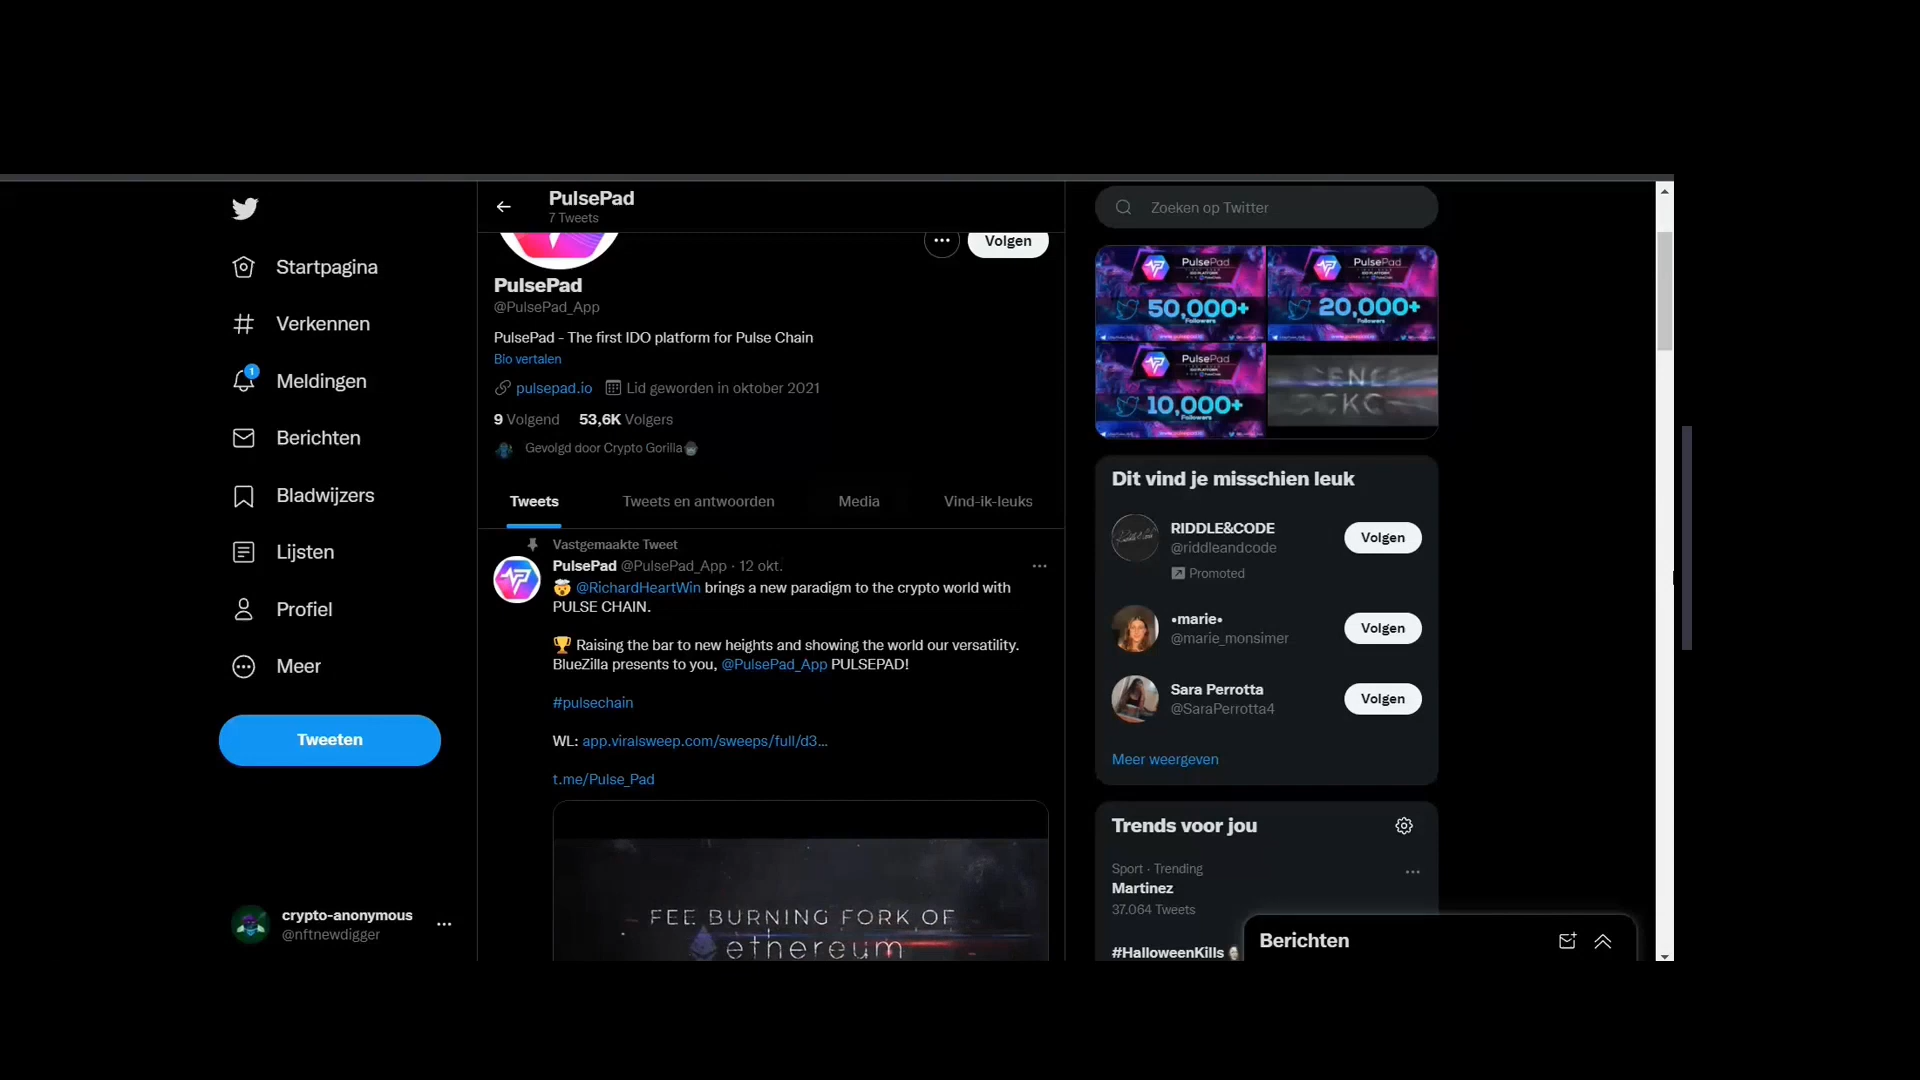 PulsePad
7 Tweets
Startpagina
Verkennen
1
Meldingen
Berichten
Bladwijzers
Lijsten
Profiel
Meer
Tweeten
crypto-anonymous
@nftnewdigger
Volgen
PulsePad
@PulsePad_App
PulsePad - The first IDO platform for Pulse Chain
Bio vertalen
pulsepad.io Lid geworden in oktober 2021
9 Volgend 53,6K Volgers
Gevolgd door Crypto Gorilla
Tweets Tweets en antwoorden Media Vind-ik-leuks
Vastgemaakte Tweet
PulsePad @PulsePad_App · 12 okt.
🤯 @RichardHeartWin brings a new paradigm to the crypto world with
PULSE CHAIN.
🏆 Raising the bar to new heights and showing the world our versatility.
BlueZilla presents to you, @PulsePad_App PULSEPAD!
#pulsechain
WL: app.viralsweep.com/sweeps/full/d3...
t.me/Pulse_Pad
FEE BURNING FORK OF
ethereum
Zoeken op Twitter
PulsePad
50,000+
Followers
PulsePad
20,000+
Followers
PulsePad
10,000+
Followers
Dit vind je misschien leuk
RIDDLE&CODE
@riddleandcode
Volgen
Promoted
•marie•
@marie_monsimer
Volgen
Sara Perrotta
@SaraPerrotta4
Volgen
Meer weergeven
Trends voor jou
Sport · Trending
Martinez
37.064 Tweets
#HalloweenKills
Berichten